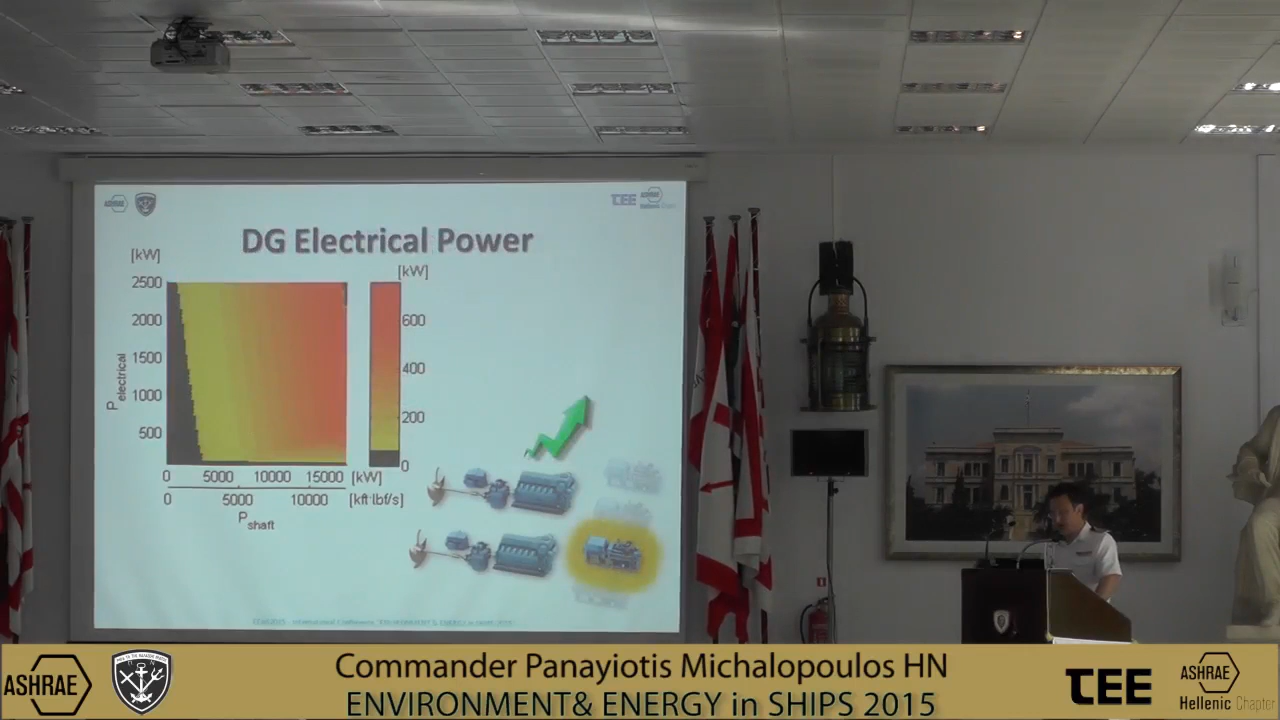 ASHRAE
TEE
ASHRAE
DG Electrical Power
[kW]
[kW]
2500
2000
1500
1000
500
P electrical
600
400
200
0
0 5000 10000 15000 [kW]
0 5000 10000 [kft·lbf/s]
P shaft
ASHRAE
Commander Panayiotis Michalopoulos HN
ENVIRONMENT& ENERGY in SHIPS 2015
TEE
ASHRAE
Hellenic Chapter